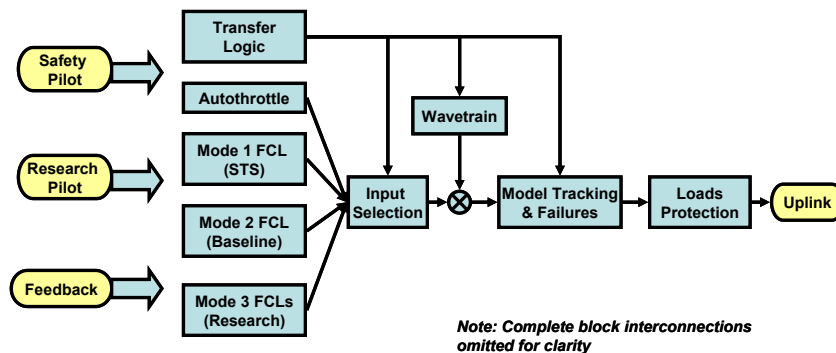 Transfer
Logic
Safety
Pilot
Autothrottle
Wavetrain
Mode 1 FCL
(STS)
Research
Pilot
Input
Selection
Model Tracking
& Failures
Loads
Protection
Uplink
Mode 2 FCL
(Baseline)
Feedback
Mode 3 FCLs
(Research)
Note: Complete block interconnections
omitted for clarity